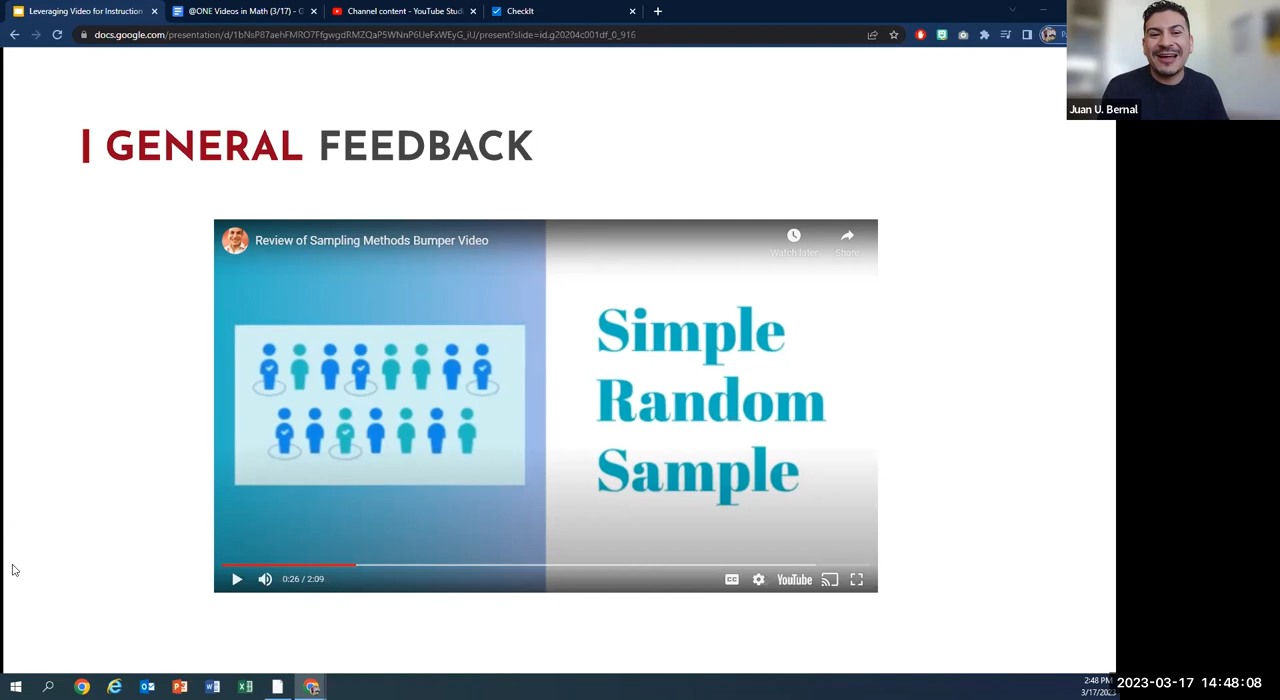 Leveraging Video for Instruction
@ONE Videos in Math (3/17) - G
Channel content - YouTube Stud
CheckIt
docs.google.com/presentation/d/1bNsP87aehFMRO7FfgwgdRMZQaP5WNnP6UeFxWEyG_iU/present?slide=id.g20204c001df_0_916
Juan U. Bernal
GENERAL FEEDBACK
Review of Sampling Methods Bumper Video
Watch later
Share
Simple
Random
Sample
0:26 / 2:09
CC
YouTube
2:48 PM
3/17/2023
2023-03-17 14:48:08